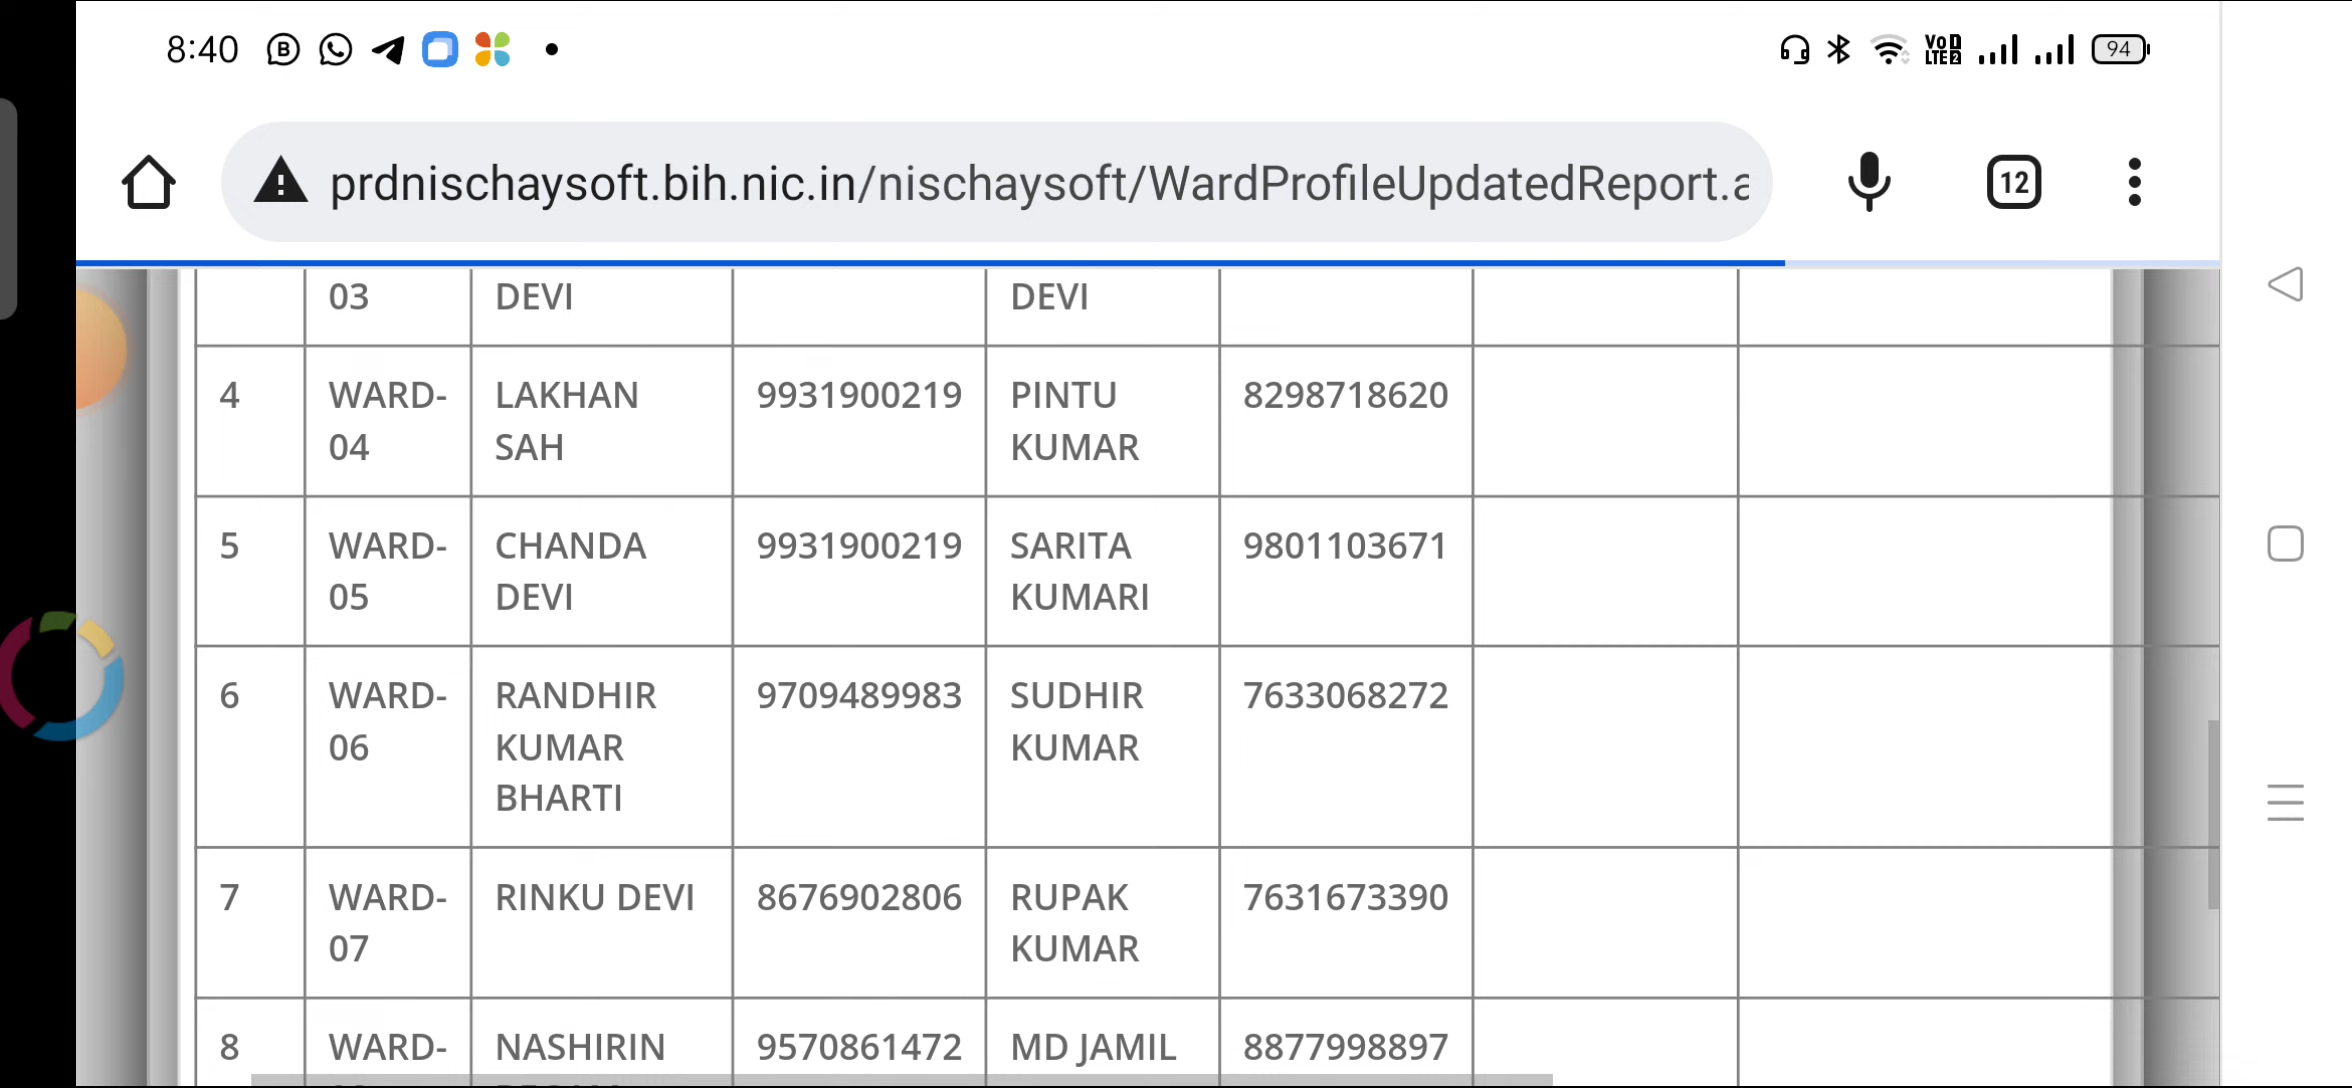 8:40
94
prdnischaysoft.bih.nic.in/nischaysoft/WardProfileUpdatedReport.a
12
03 DEVI DEVI
4 WARD- LAKHAN 9931900219 PINTU 8298718620
04 SAH KUMAR
5 WARD- CHANDA 9931900219 SARITA 9801103671
05 DEVI KUMARI
6 WARD- RANDHIR 9709489983 SUDHIR 7633068272
06 KUMAR KUMAR
BHARTI
7 WARD- RINKU DEVI 8676902806 RUPAK 7631673390
07 KUMAR
8 WARD- NASHIRIN 9570861472 MD JAMIL 8877998897